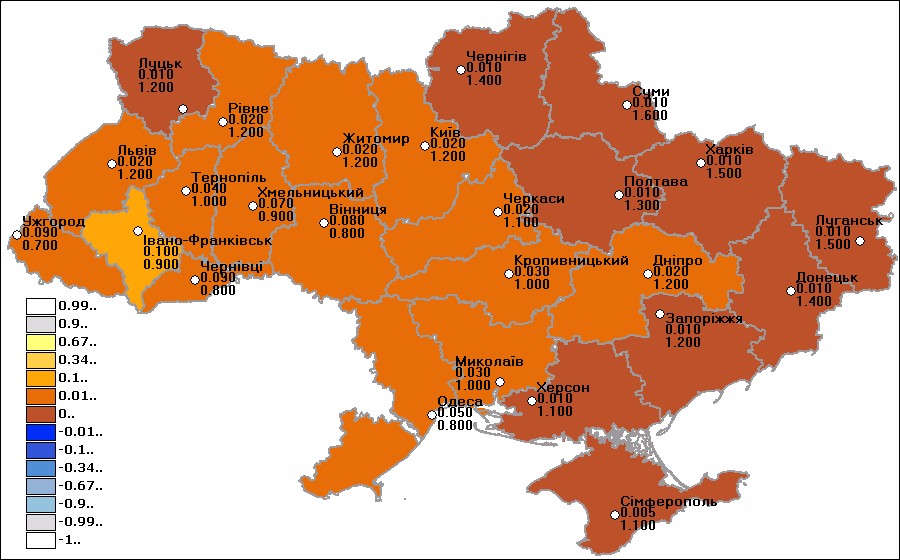 Чернігів
0.010
1.400
Луцьк
0.010
1.200
Суми
0.010
1.600
Рівне
0.020
1.200
Житомир
0.020
1.200
Київ
0.020
1.200
Львів
0.020
1.200
Харків
0.010
1.500
Тернопіль
0.040
1.000
Хмельницький
0.070
0.900
Полтава
0.010
1.300
Вінниця
0.080
0.800
Черкаси
0.020
1.100
Ужгород
0.090
0.700
Луганськ
0.010
1.500
Івано-Франківськ
0.100
0.900
Чернівці
0.090
0.800
Кропивницький
0.030
1.000
Дніпро
0.020
1.200
Донецьк
0.010
1.400
Запоріжжя
0.010
1.200
Миколаїв
0.030
1.000
Херсон
0.010
1.100
Одеса
0.050
0.800
Сімферополь
0.005
1.100
0.99..
0.9..
0.67..
0.34..
0.1..
0.01..
0..
-0.01..
-0.1..
-0.34..
-0.67..
-0.9..
-0.99..
-1..